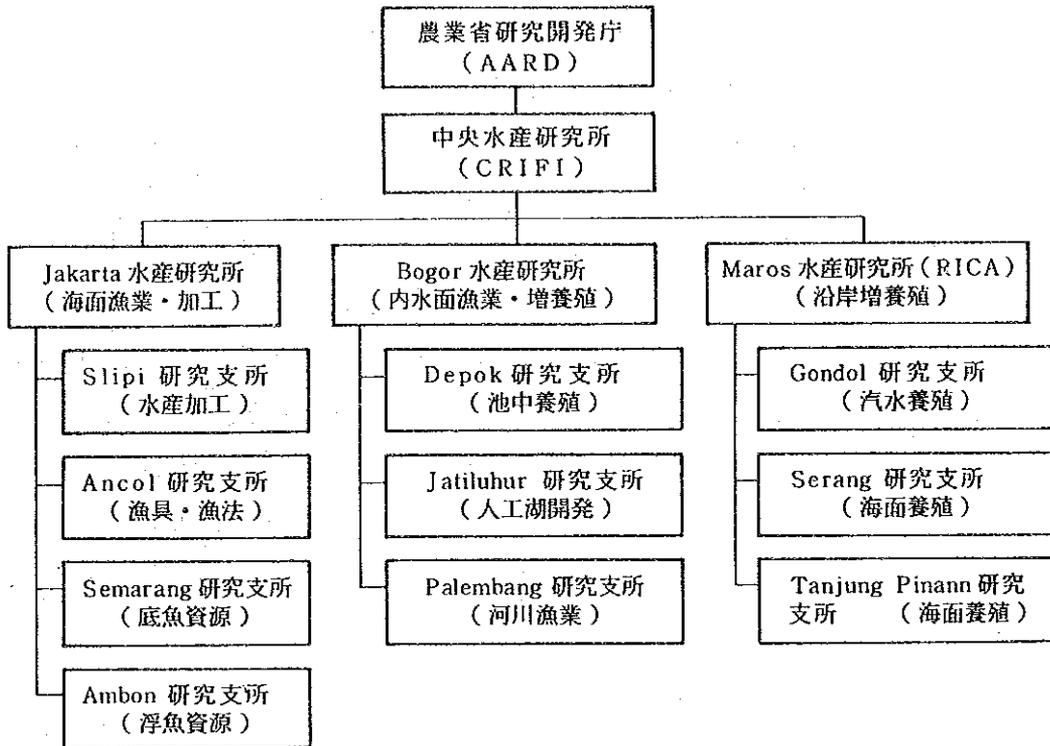 農業省研究開発庁
(AARD)
中央水産研究所
(CRIFI)
Jakarta 水産研究所
(海面漁業・加工)
Slipi 研究支所
(水産加工)
Ancol 研究支所
(漁具・漁法)
Semarang 研究支所
(底魚資源)
Ambon 研究支所
(浮魚資源)
Bogor 水産研究所
(内水面漁業・増養殖)
Depok 研究支所
(池中養殖)
Jatiluhur 研究支所
(人工湖開発)
Palembang 研究支所
(河川漁業)
Maros 水産研究所(RICA)
(沿岸増養殖)
Gondol 研究支所
(汽水養殖)
Serang 研究支所
(海面養殖)
Tanjung Pinann 研究
支所 (海面養殖)